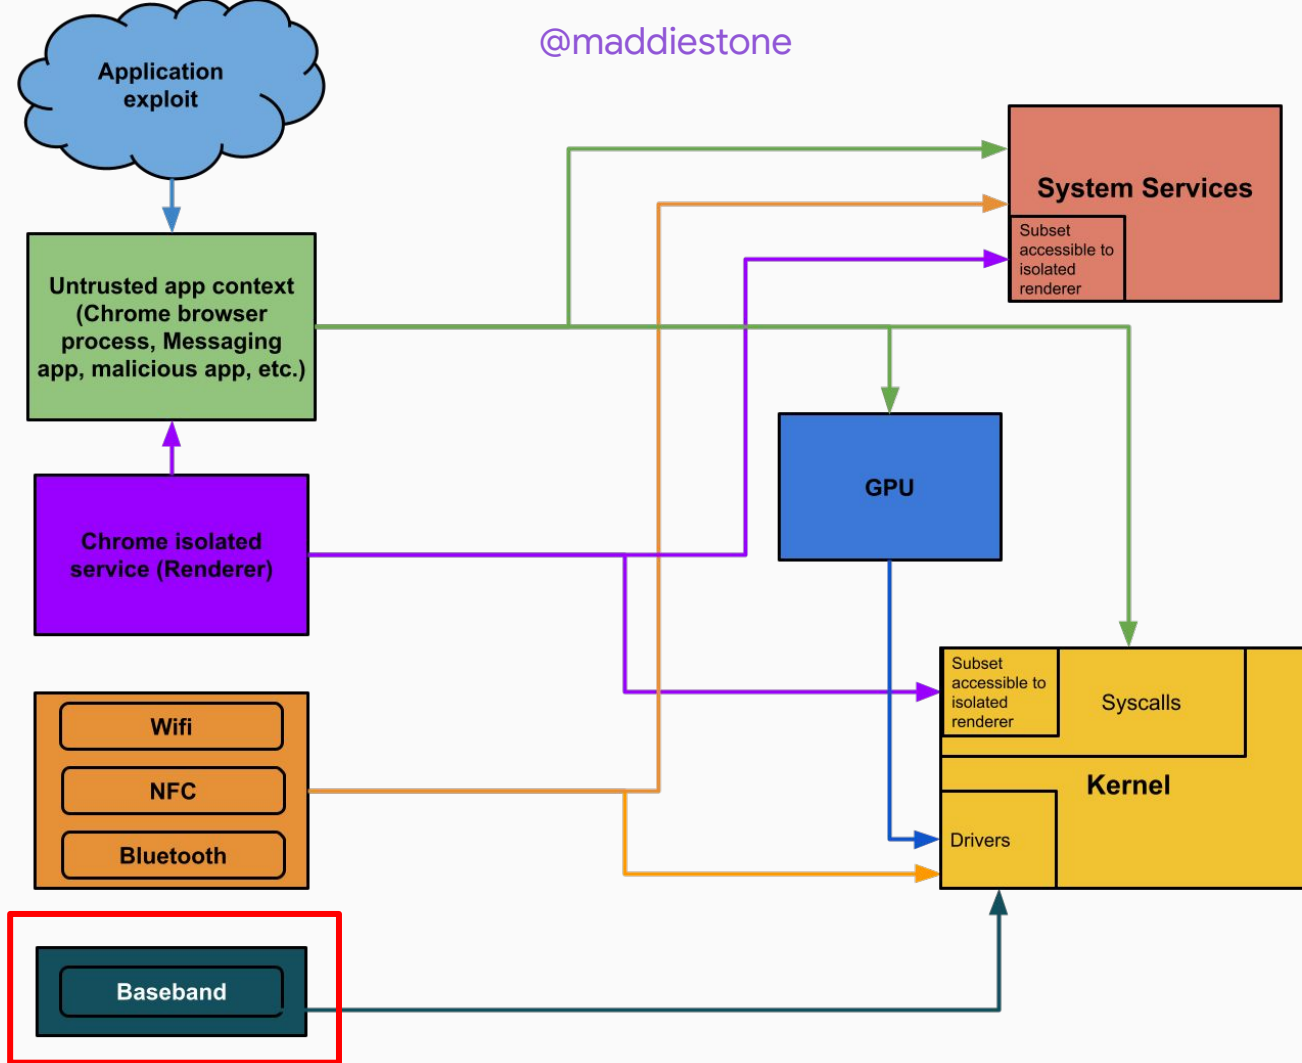 @maddiestone
Application
exploit
System Services
Subset
accessible to
isolated
renderer
Untrusted app context
(Chrome browser
process, Messaging
app, malicious app, etc.)
GPU
Chrome isolated
service (Renderer)
Subset
accessible to
isolated
renderer
Syscalls
Kernel
Wifi
NFC
Bluetooth
Drivers
Baseband